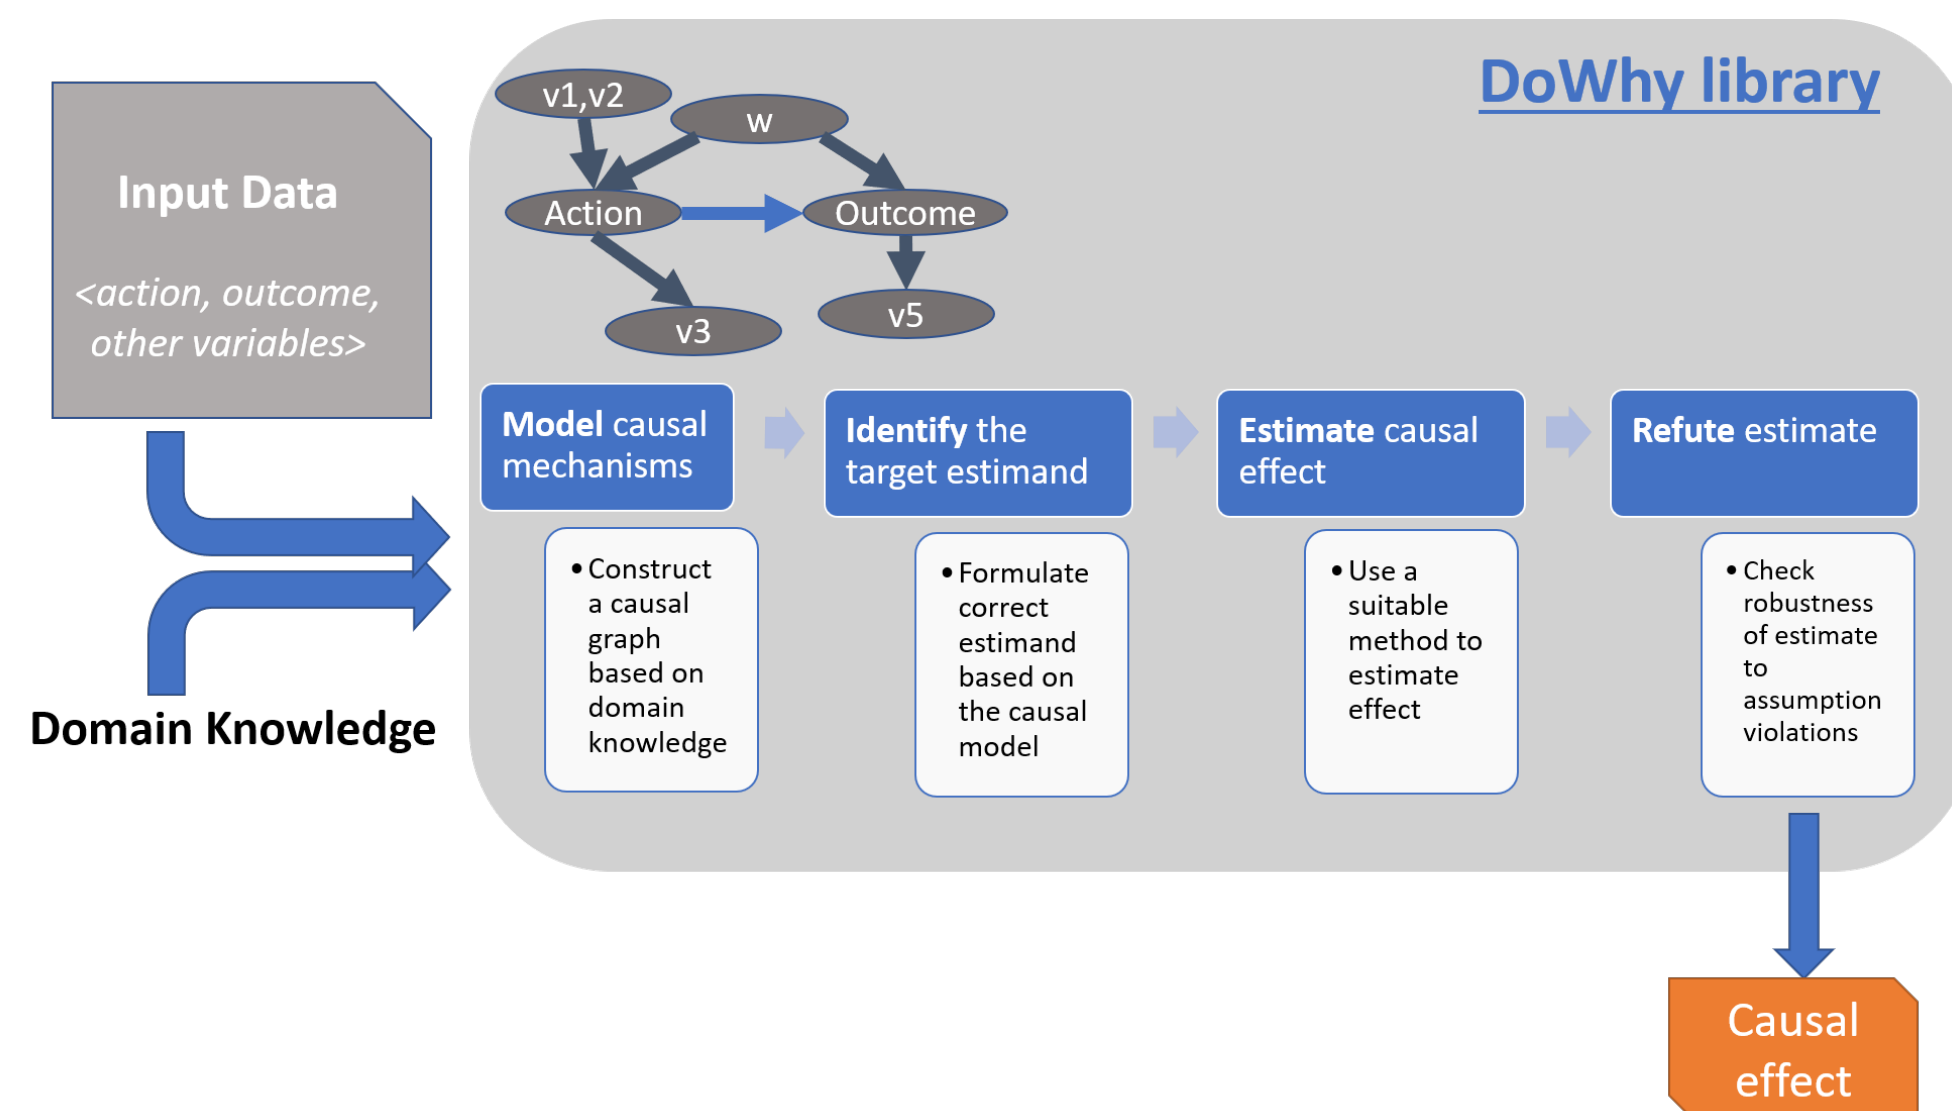 DoWhy library
v1,v2
w
Action
Outcome
v3
v5
Input Data
<action, outcome,
other variables>
Domain Knowledge
Model causal
mechanisms
• Construct
a causal
graph
based on
domain
knowledge
Identify the
target estimand
• Formulate
correct
estimand
based on
the causal
model
Estimate causal
effect
• Use a
suitable
method to
estimate
effect
Refute estimate
• Check
robustness
of estimate
to
assumption
violations
Causal
effect